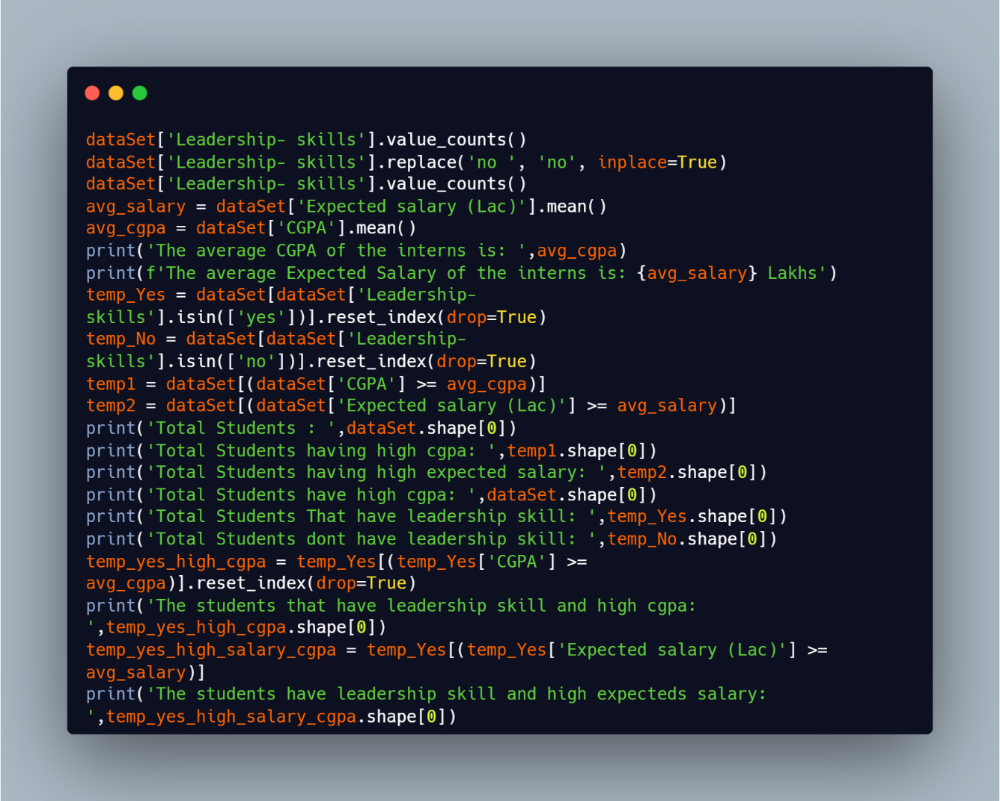 dataSet['Leadership- skills'].value_counts()
dataSet['Leadership- skills'].replace('no ', 'no', inplace=True)
dataSet['Leadership- skills'].value_counts()
avg_salary = dataSet['Expected salary (Lac)'].mean()
avg_cgpa = dataSet['CGPA'].mean()
print('The average CGPA of the interns is: ',avg_cgpa)
print(f'The average Expected Salary of the interns is: {avg_salary} Lakhs')
temp_Yes = dataSet[dataSet['Leadership-
skills'].isin(['yes'])].reset_index(drop=True)
temp_No = dataSet[dataSet['Leadership-
skills'].isin(['no'])].reset_index(drop=True)
temp1 = dataSet[(dataSet['CGPA'] >= avg_cgpa)]
temp2 = dataSet[(dataSet['Expected salary (Lac)'] >= avg_salary)]
print('Total Students : ',dataSet.shape[0])
print('Total Students having high cgpa: ',temp1.shape[0])
print('Total Students having high expected salary: ',temp2.shape[0])
print('Total Students have high cgpa: ',dataSet.shape[0])
print('Total Students That have leadership skill: ',temp_Yes.shape[0])
print('Total Students dont have leadership skill: ',temp_No.shape[0])
temp_yes_high_cgpa = temp_Yes[(temp_Yes['CGPA'] >=
avg_cgpa)].reset_index(drop=True)
print('The students that have leadership skill and high cgpa:
',temp_yes_high_cgpa.shape[0])
temp_yes_high_salary_cgpa = temp_Yes[(temp_Yes['Expected salary (Lac)'] >=
avg_salary)]
print('The students have leadership skill and high expecteds salary:
',temp_yes_high_salary_cgpa.shape[0])